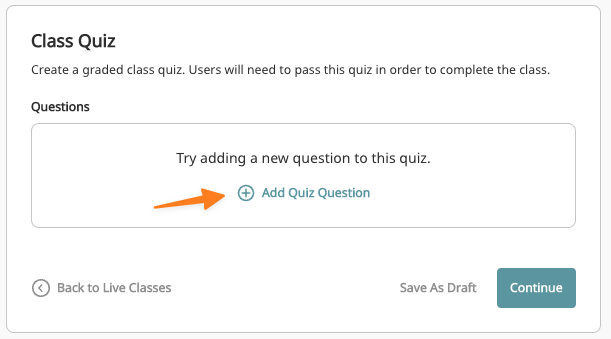 Class Quiz
Create a graded class quiz. Users will need to pass this quiz in order to complete the class.
Questions
Try adding a new question to this quiz.
Add Quiz Question
Back to Live Classes
Save As Draft
Continue